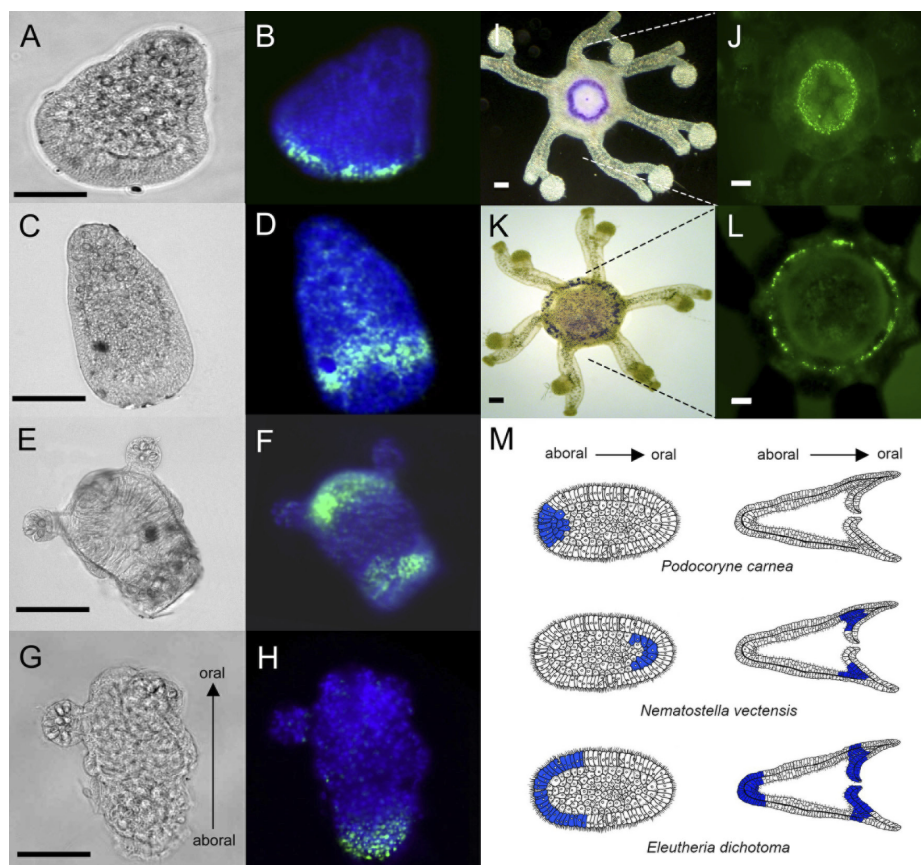 A
B
I
J
C
D
K
L
E
F
M
aboral
oral
aboral
oral
Podocoryne carnea
G
oral
aboral
H
Nematostella vectensis
Eleutheria dichotoma